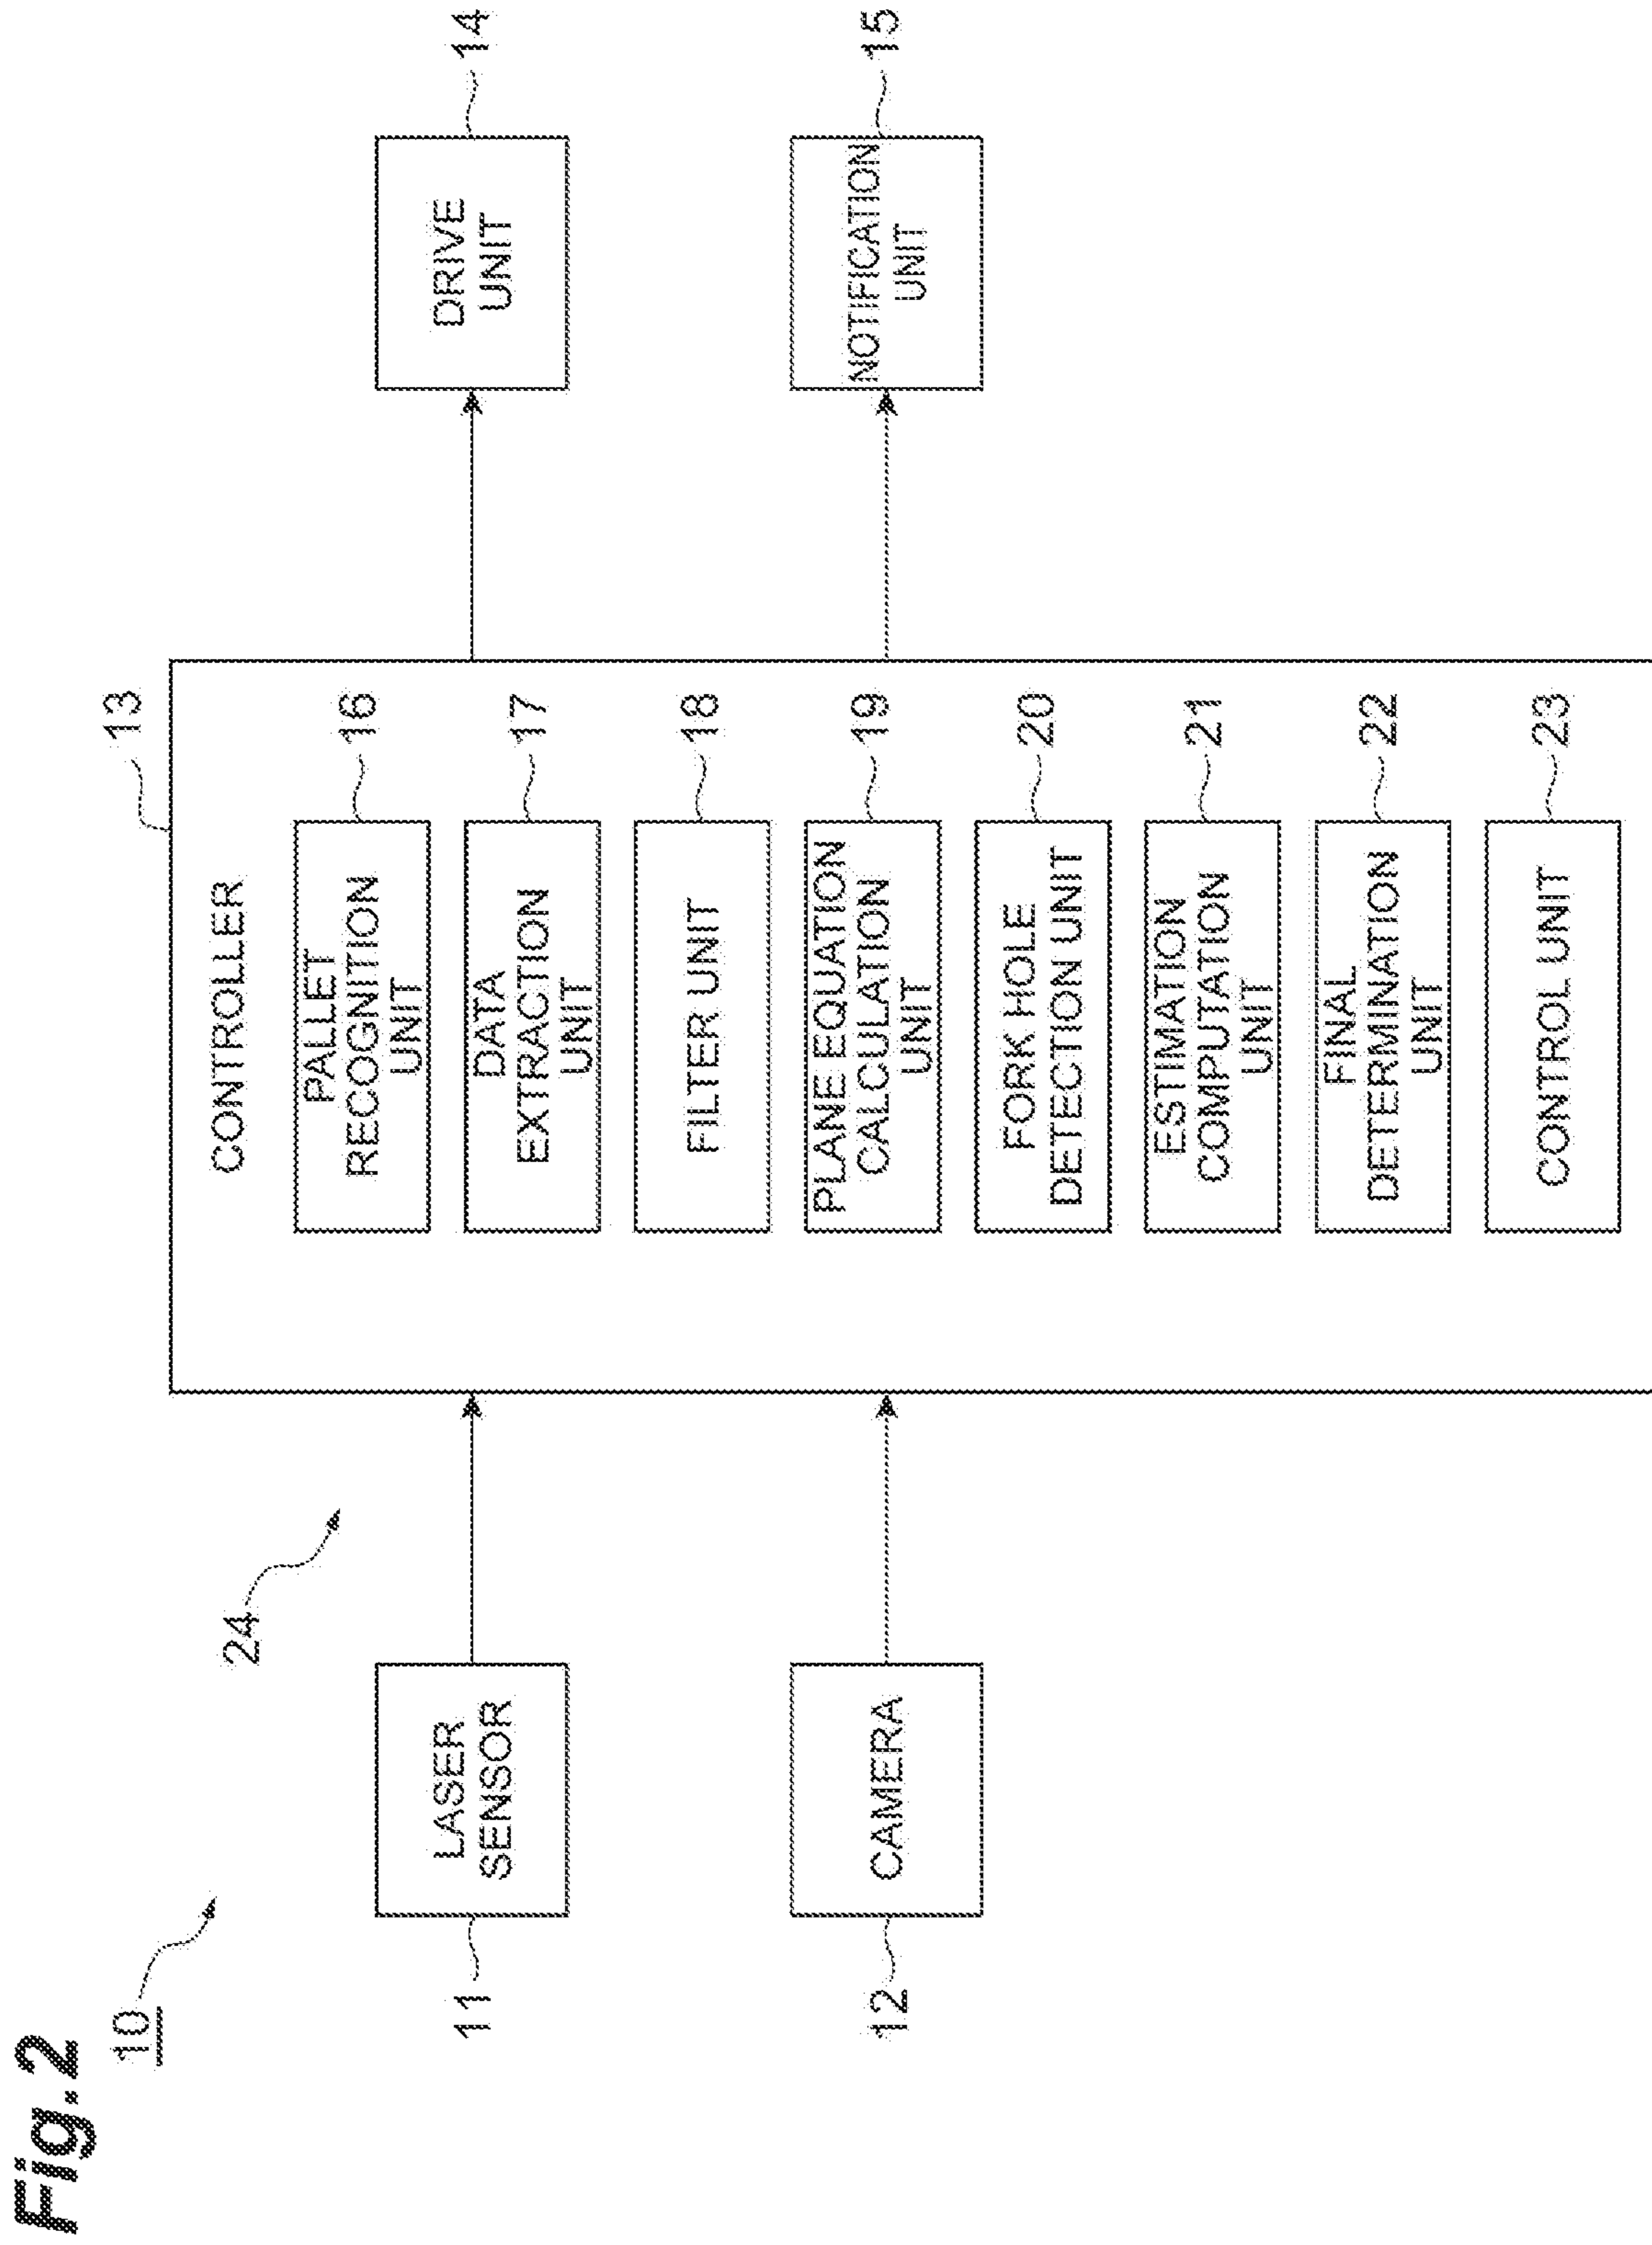 Fig.2
10
24
13
CONTROLLER
LASER
SENSOR
11
CAMERA
12
PALLET
RECOGNITION
UNIT
16
DATA
EXTRACTION
UNIT
17
FILTER UNIT
18
PLANE EQUATION
CALCULATION
UNIT
19
FORK HOLE
DETECTION UNIT
20
ESTIMATION
COMPUTATION
UNIT
21
FINAL
DETERMINATION
UNIT
22
CONTROL UNIT
23
DRIVE
UNIT
14
NOTIFICATION
UNIT
15